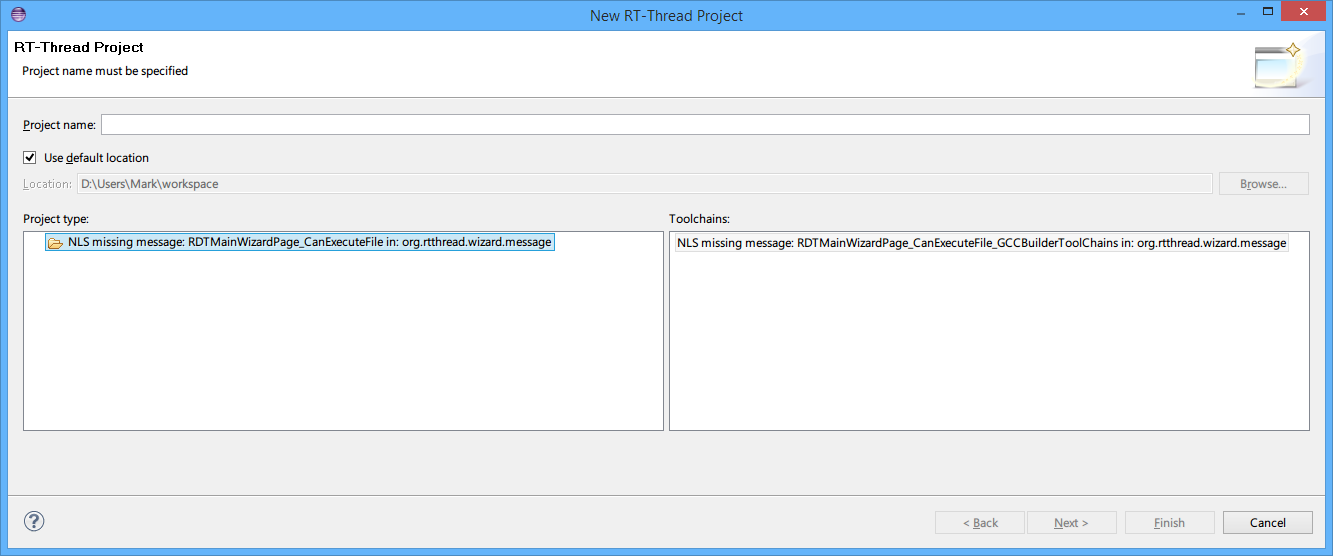 New RT-Thread Project
RT-Thread Project
Project name must be specified
Project name:
Use default location
Location: D:\Users\Mark\workspace Browse...
Project type: Toolchains:
NLS missing message: RDTMainWizardPage_CanExecuteFile in: org.rtthread.wizard.message NLS missing message: RDTMainWizardPage_CanExecuteFile_GCCBuilderToolChains in: org.rtthread.wizard.message
? < Back Next > Finish Cancel